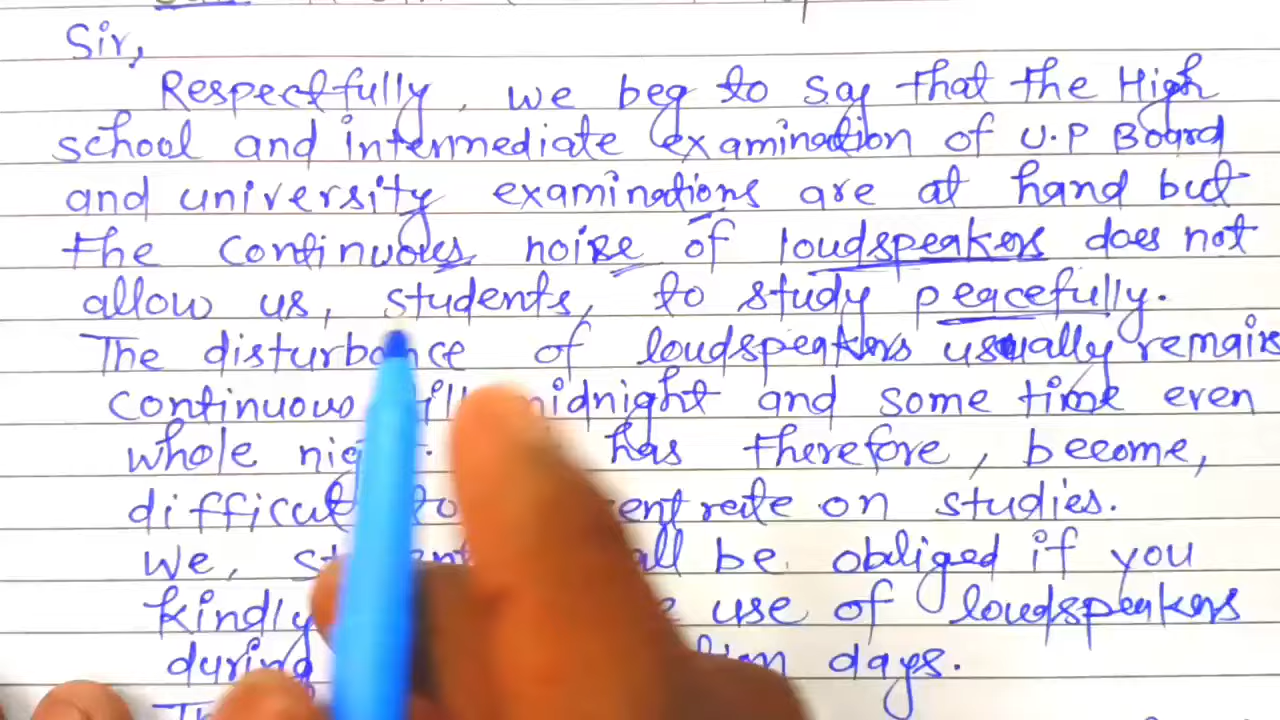 Sir,
Respectfully, we beg to say that the High
school and intermediate examination of U.P Board
and university examinations are at hand but
the continuous noise of loudspeakers does not
allow us, students, to study peacefully.
The disturbance of loudspeakers usually remains
continuous midnight and some time even
whole has therefore, become,
difficult on studies.
We, be obliged if you
kindly use of loudspeakers
during days.